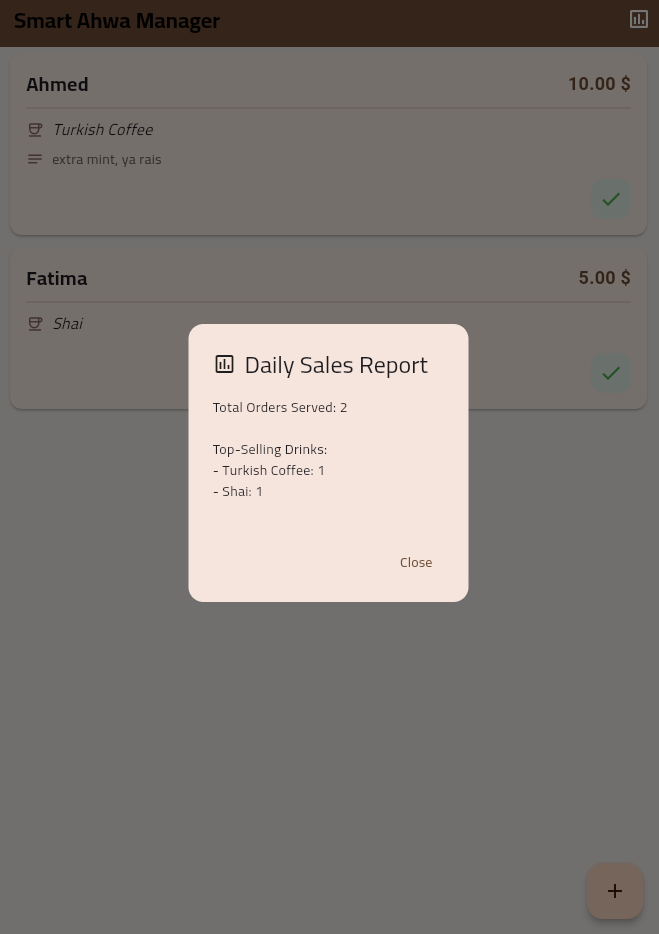 Smart Ahwa Manager
Ahmed
10.00 $
Turkish Coffee
extra mint, ya rais
Fatima
5.00 $
Shai
Daily Sales Report
Total Orders Served: 2
Top-Selling Drinks:
- Turkish Coffee: 1
- Shai: 1
Close